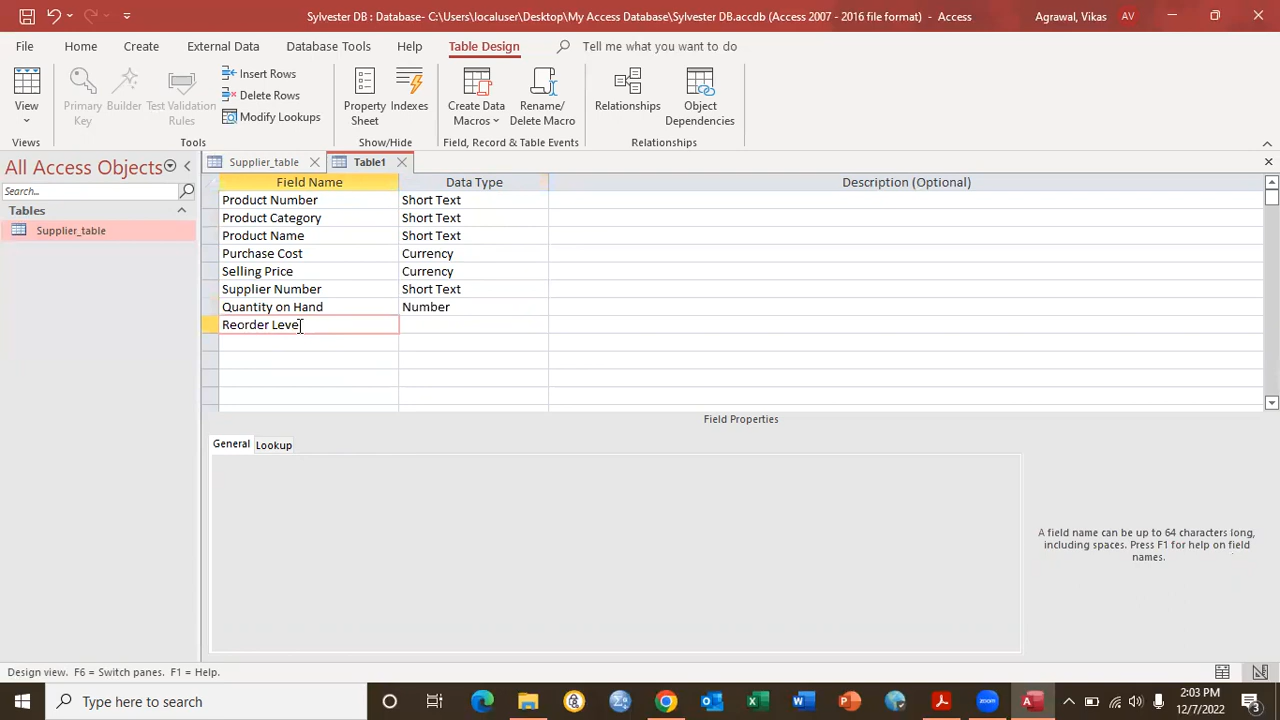 Sylvester DB : Database- C:\Users\localuser\Desktop\My Access Database\Sylvester DB.accdb (Access 2007 - 2016 file format) - Access
Agrawal, Vikas AV
File Home Create External Data Database Tools Help Table Design Tell me what you want to do
View
Primary Key
Builder
Test Validation Rules
Insert Rows
Delete Rows
Modify Lookups
Property Sheet
Indexes
Create Data Macros
Rename/ Delete Macro
Relationships
Object Dependencies
Views Tools Show/Hide Field, Record & Table Events Relationships
All Access Objects
Search...
Tables
Supplier_table
Supplier_table Table1
Field Name Data Type Description (Optional)
Product Number Short Text
Product Category Short Text
Product Name Short Text
Purchase Cost Currency
Selling Price Currency
Supplier Number Short Text
Quantity on Hand Number
Reorder Leve
Field Properties
General Lookup
A field name can be up to 64 characters long,
including spaces. Press F1 for help on field
names.
Design view. F6 = Switch panes. F1 = Help.
Type here to search
zoom
2:03 PM
12/7/2022
3